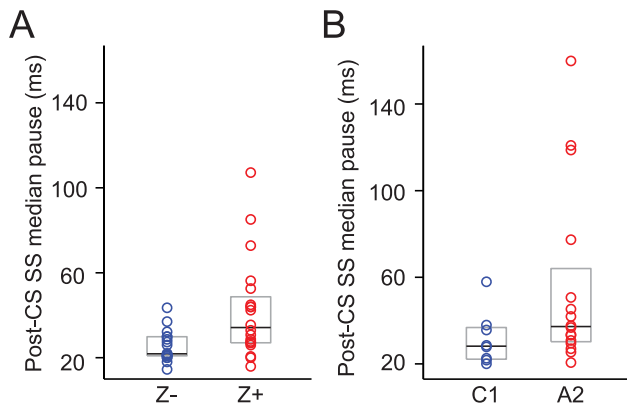 A
Post-CS SS median pause (ms)
140
100
60
20
Z-
Z+
B
Post-CS SS median pause (ms)
140
100
60
20
C1
A2